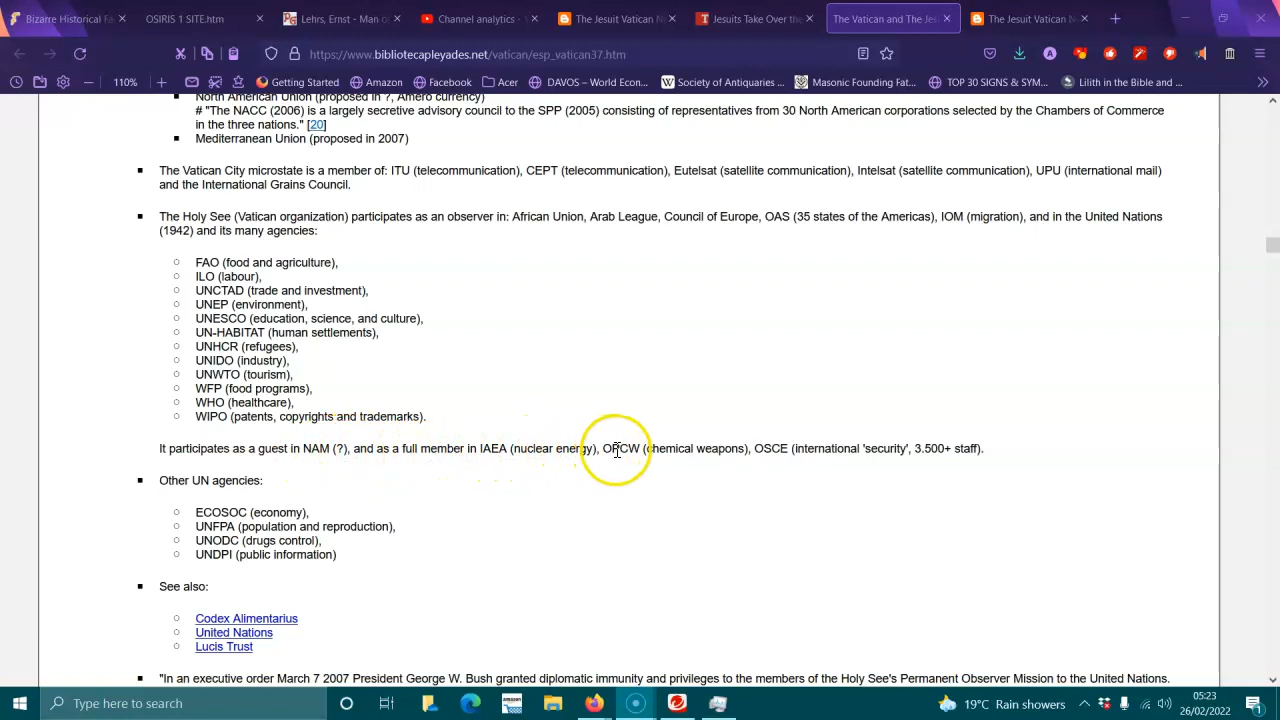 Bizarre Historical Fa
OSIRIS 1 SITE.htm
Lehrs, Ernst - Man o
Channel analytics -
The Jesuit Vatican N
Jesuits Take Over the
The Vatican and The Je
The Jesuit Vatican N
https://www.bibliotecapleyades.net/vatican/esp_vatican37.htm
110%
Getting Started
Amazon
Facebook
Acer
DAVOS – World Econ...
Society of Antiquaries ...
Masonic Founding Fat...
TOP 30 SIGNS & SYM...
Lilith in the Bible and ...
North American Union (proposed in ?, Amero currency)
# "The NACC (2006) is a largely secretive advisory council to the SPP (2005) consisting of representatives from 30 North American corporations selected by the Chambers of Commerce
in the three nations." [20]
Mediterranean Union (proposed in 2007)
The Vatican City microstate is a member of: ITU (telecommunication), CEPT (telecommunication), Eutelsat (satellite communication), Intelsat (satellite communication), UPU (international mail)
and the International Grains Council.
The Holy See (Vatican organization) participates as an observer in: African Union, Arab League, Council of Europe, OAS (35 states of the Americas), IOM (migration), and in the United Nations
(1942) and its many agencies:
FAO (food and agriculture),
ILO (labour),
UNCTAD (trade and investment),
UNEP (environment),
UNESCO (education, science, and culture),
UN-HABITAT (human settlements),
UNHCR (refugees),
UNIDO (industry),
UNWTO (tourism),
WFP (food programs),
WHO (healthcare),
WIPO (patents, copyrights and trademarks).
It participates as a guest in NAM (?), and as a full member in IAEA (nuclear energy), OPCW (chemical weapons), OSCE (international 'security', 3.500+ staff).
Other UN agencies:
ECOSOC (economy),
UNFPA (population and reproduction),
UNODC (drugs control),
UNDPI (public information)
See also:
Codex Alimentarius
United Nations
Lucis Trust
"In an executive order March 7 2007 President George W. Bush granted diplomatic immunity and privileges to the members of the Holy See's Permanent Observer Mission to the United Nations.
Type here to search
19°C Rain showers
05:23
26/02/2022